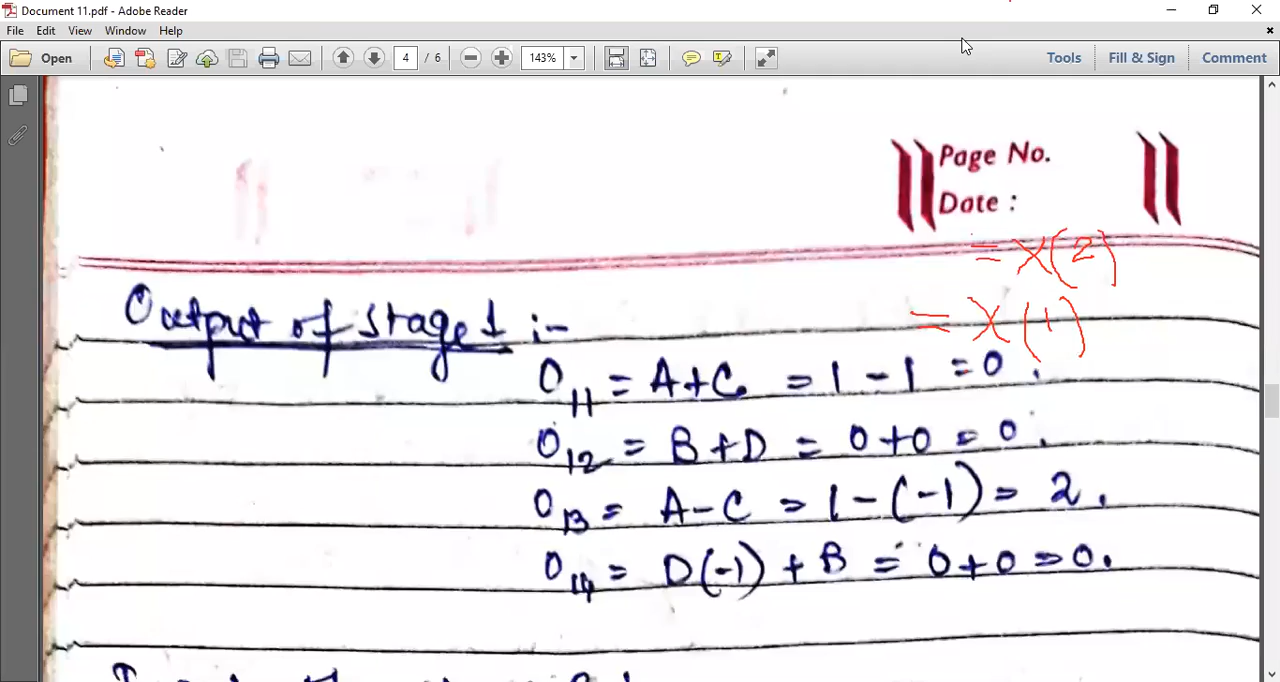 Document 11.pdf - Adobe Reader
File Edit View Window Help
Open 4 / 6 143% Tools Fill & Sign Comment
Page No.
Date :
= X(2)
= X(1)
Output of stage 1 :-
O11 = A+C = 1 - 1 = 0.
O12 = B+D = 0+0 = 0.
O13 = A-C = 1-(-1) = 2.
O14 = D(-1) + B = 0+0 = 0.